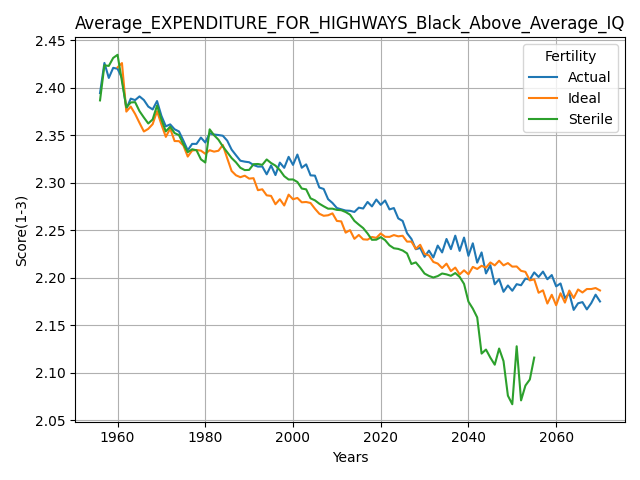 Average_EXPENDITURE_FOR_HIGHWAYS_Black_Above_Average_IQ
Fertility
Actual
Ideal
Sterile
Score(1-3)
2.45
2.40
2.35
2.30
2.25
2.20
2.15
2.10
2.05
1960 1980 2000 2020 2040 2060
Years